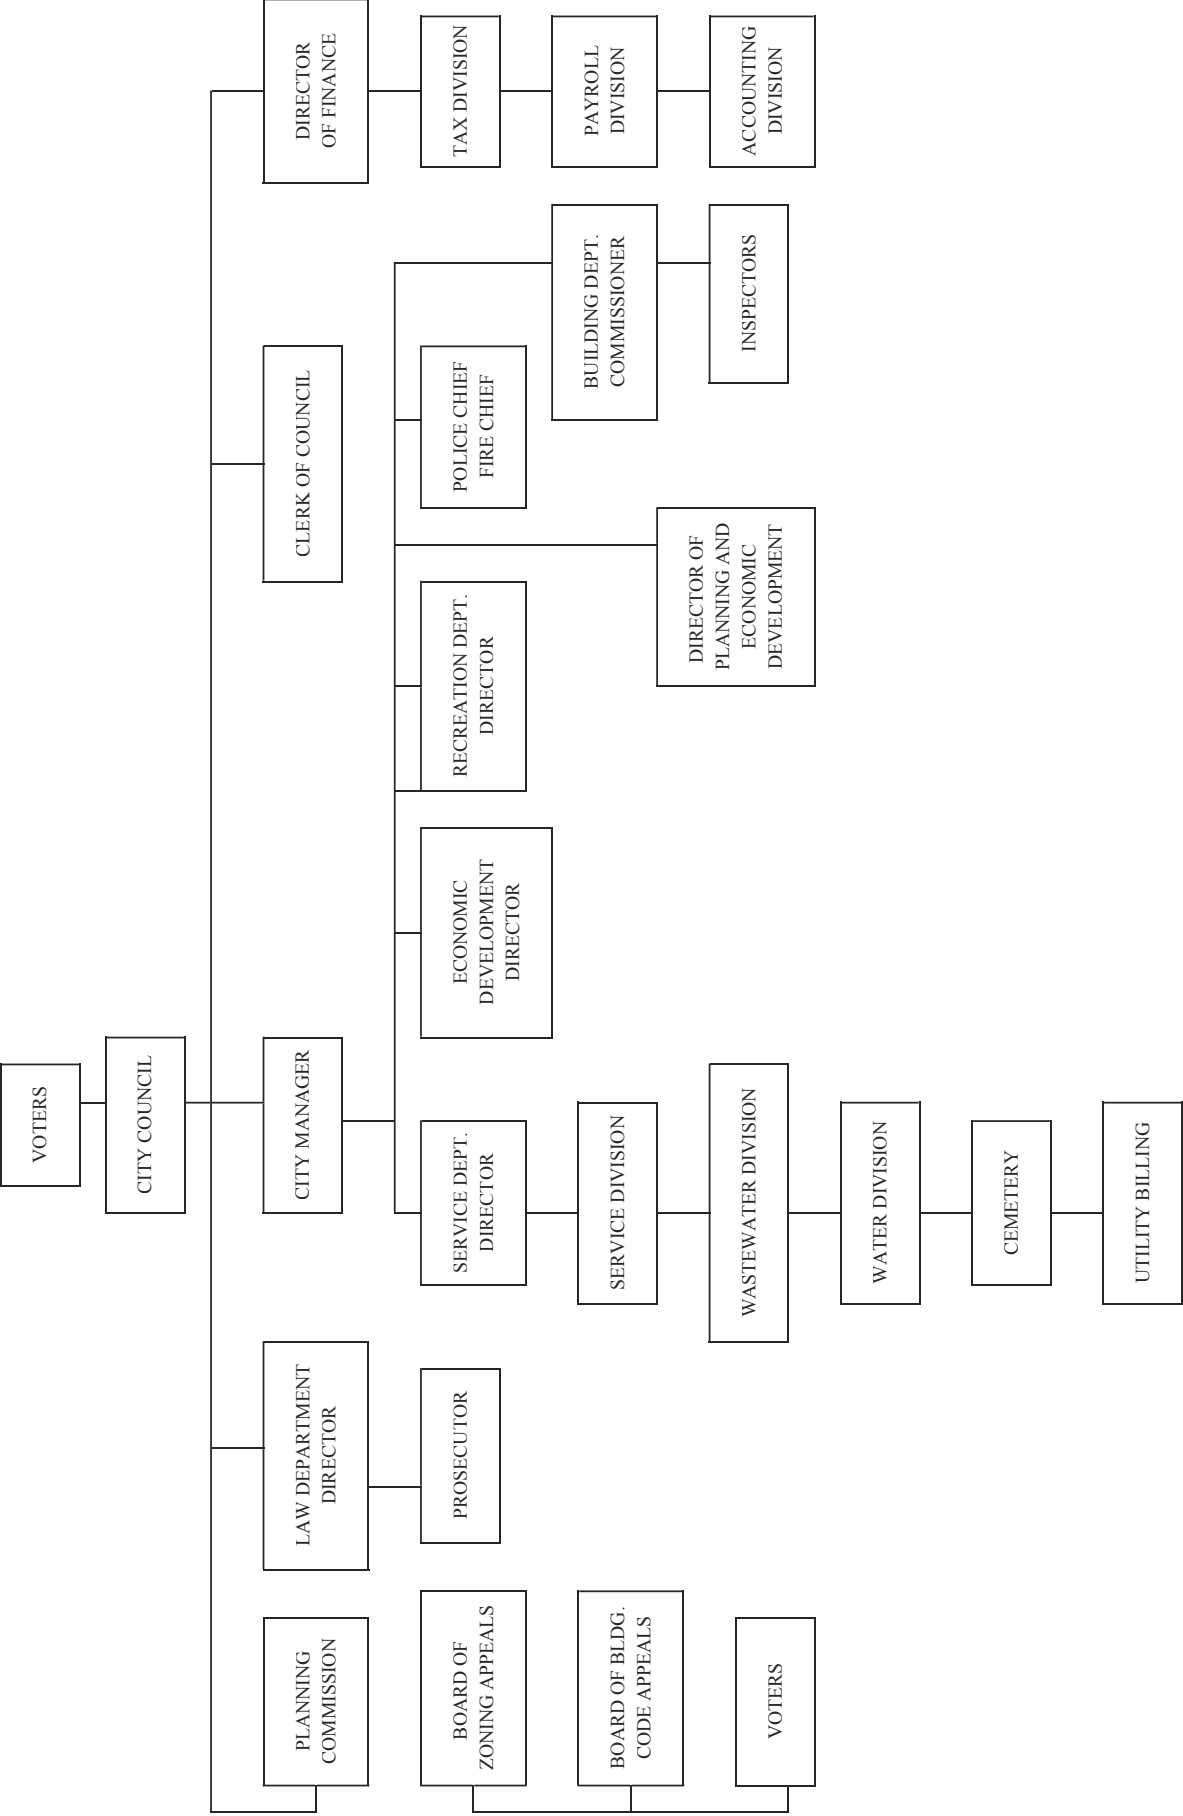 VOTERS
CITY COUNCIL
PLANNING
COMMISSION
LAW DEPARTMENT
DIRECTOR
CITY MANAGER
CLERK OF COUNCIL
DIRECTOR
OF FINANCE
BOARD OF
ZONING APPEALS
PROSECUTOR
SERVICE DEPT.
DIRECTOR
ECONOMIC
DEVELOPMENT
DIRECTOR
RECREATION DEPT.
DIRECTOR
POLICE CHIEF
FIRE CHIEF
TAX DIVISION
BOARD OF BLDG.
CODE APPEALS
SERVICE DIVISION
BUILDING DEPT.
COMMISSIONER
PAYROLL
DIVISION
VOTERS
WASTEWATER DIVISION
DIRECTOR OF
PLANNING AND
ECONOMIC
DEVELOPMENT
INSPECTORS
ACCOUNTING
DIVISION
WATER DIVISION
CEMETERY
UTILITY BILLING